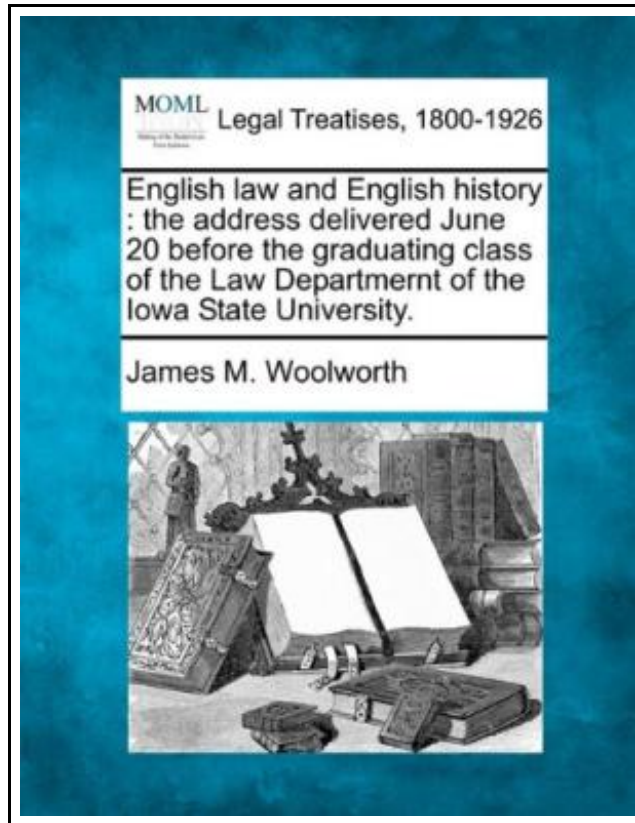 MOML
Legal Treatises, 1800-1926
English law and English history
: the address delivered June
20 before the graduating class
of the Law Departmernt of the
Iowa State University.
James M. Woolworth